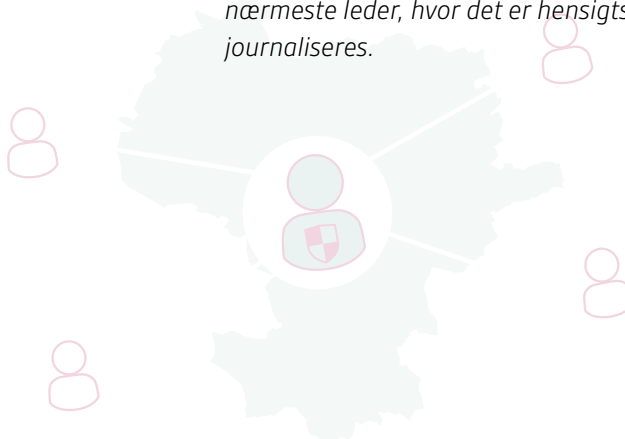 nærmeste leder, hvor det er hensigts
journaliseres.